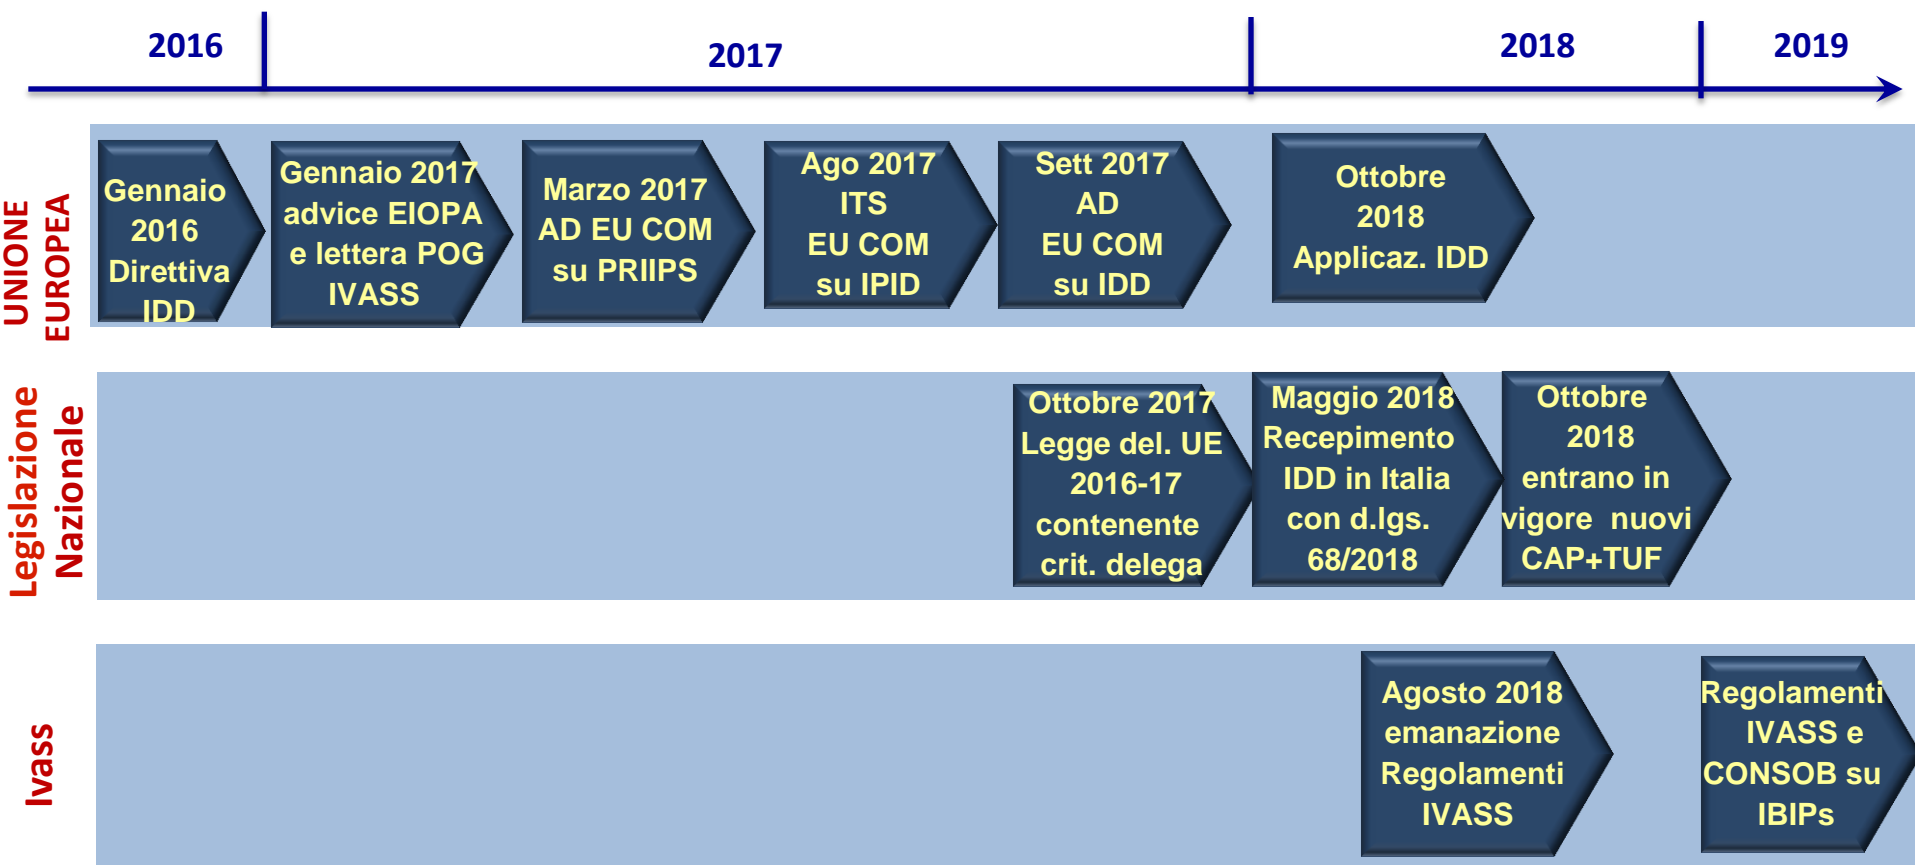 2016
2017
2018
2019
UNIONE
EUROPEA
Gennaio
2016
Direttiva
IDD
Gennaio 2017
advice EIOPA
e lettera POG
IVASS
Marzo 2017
AD EU COM
su PRIIPS
Ago 2017
ITS
EU COM
su IPID
Sett 2017
AD
EU COM
su IDD
Ottobre
2018
Applicaz. IDD
Legislazione
Nazionale
Ottobre 2017
Legge del. UE
2016-17
contenente
crit. delega
Maggio 2018
Recepimento
IDD in Italia
con d.lgs.
68/2018
Ottobre
2018
entrano in
vigore nuovi
CAP+TUF
Ivass
Agosto 2018
emanazione
Regolamenti
IVASS
Regolamenti
IVASS e
CONSOB su
IBIPs